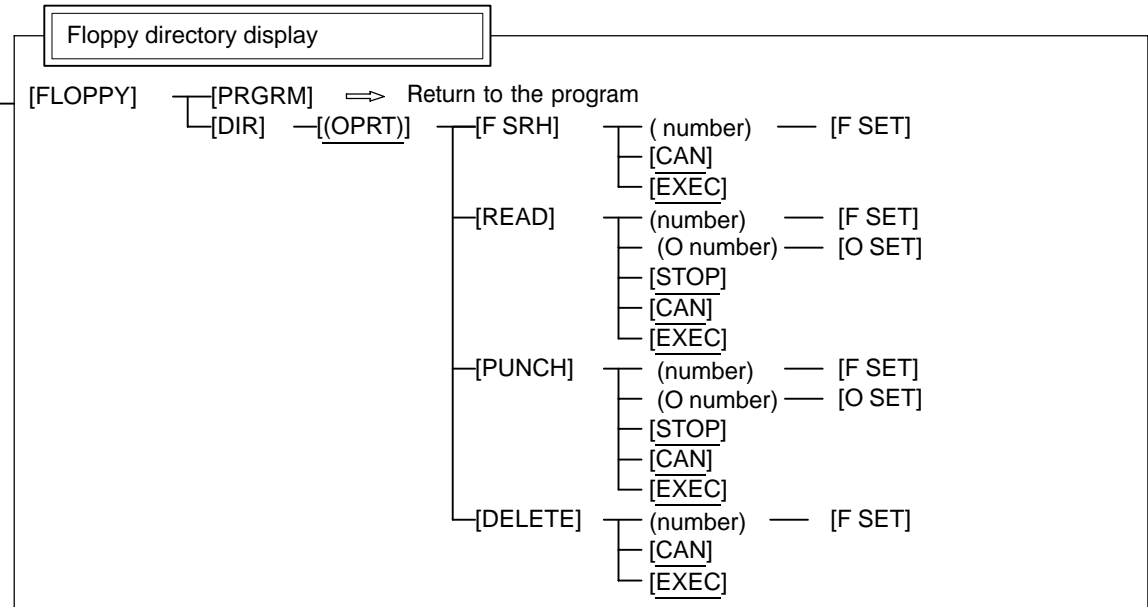 Floppy directory display
[FLOPPY] [PRGRM] Return to the program
[DIR] [(OPRT)] [F SRH] ( number) [F SET]
[CAN]
[EXEC]
[READ] (number) [F SET]
(O number) [O SET]
[STOP]
[CAN]
[EXEC]
[PUNCH] (number) [F SET]
(O number) [O SET]
[STOP]
[CAN]
[EXEC]
[DELETE] (number) [F SET]
[CAN]
[EXEC]